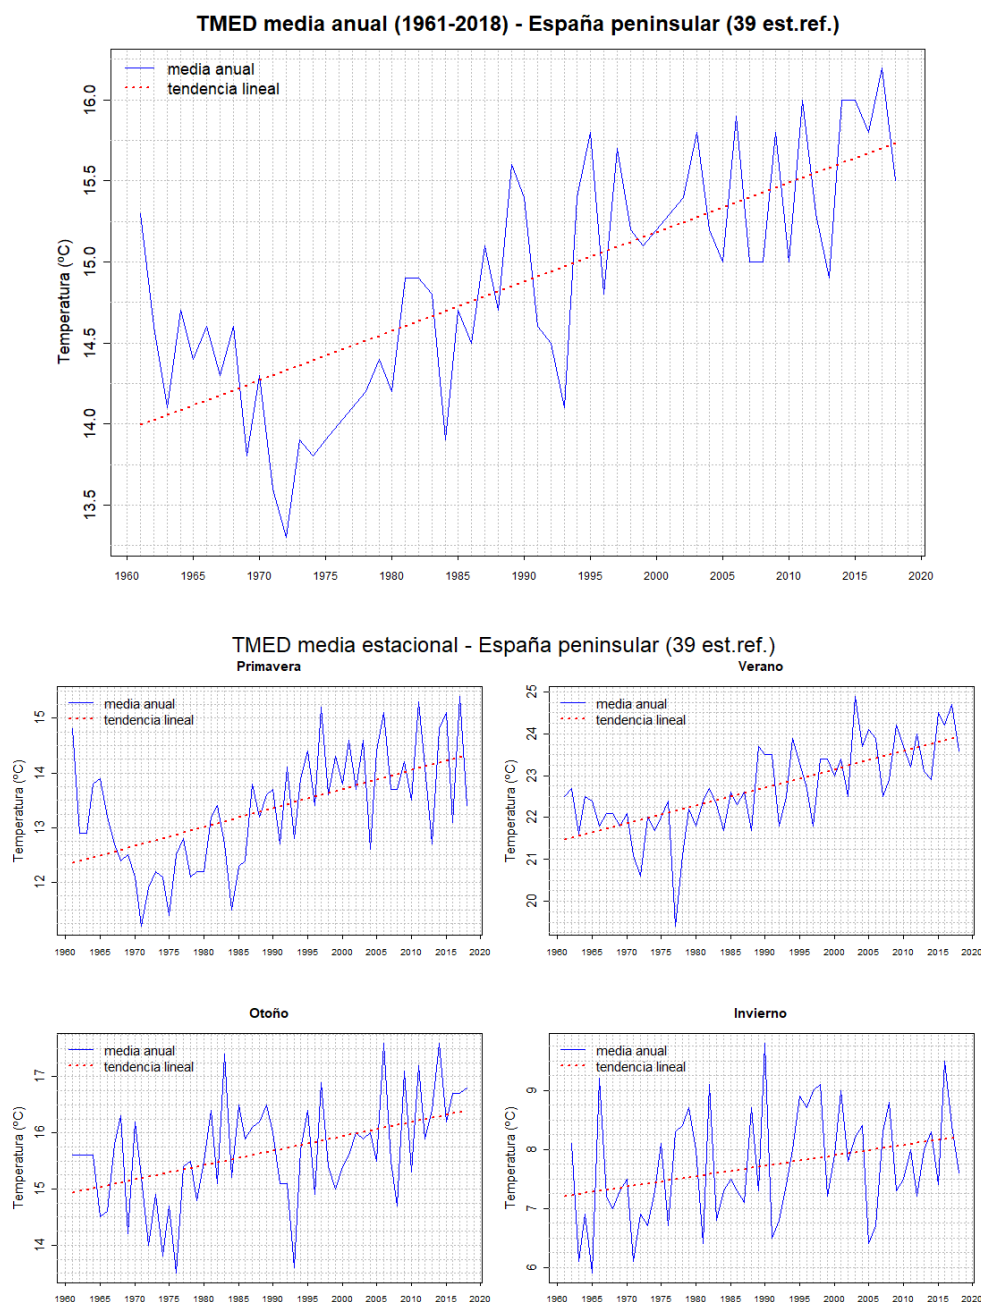 TMED media anual (1961-2018) - España peninsular (39 est.ref.)
media anual
tendencia lineal
Temperatura (ºC)
16.0
15.5
15.0
14.5
14.0
13.5
1960 1965 1970 1975 1980 1985 1990 1995 2000 2005 2010 2015 2020
TMED media estacional - España peninsular (39 est.ref.)
Primavera
media anual
tendencia lineal
Temperatura (ºC)
15
14
13
12
1960 1965 1970 1975 1980 1985 1990 1995 2000 2005 2010 2015 2020
Verano
media anual
tendencia lineal
Temperatura (ºC)
25
24
23
22
21
20
1960 1965 1970 1975 1980 1985 1990 1995 2000 2005 2010 2015 2020
Otoño
media anual
tendencia lineal
Temperatura (ºC)
17
16
15
14
1960 1965 1970 1975 1980 1985 1990 1995 2000 2005 2010 2015 2020
Invierno
media anual
tendencia lineal
Temperatura (ºC)
9
8
7
6
1960 1965 1970 1975 1980 1985 1990 1995 2000 2005 2010 2015 2020